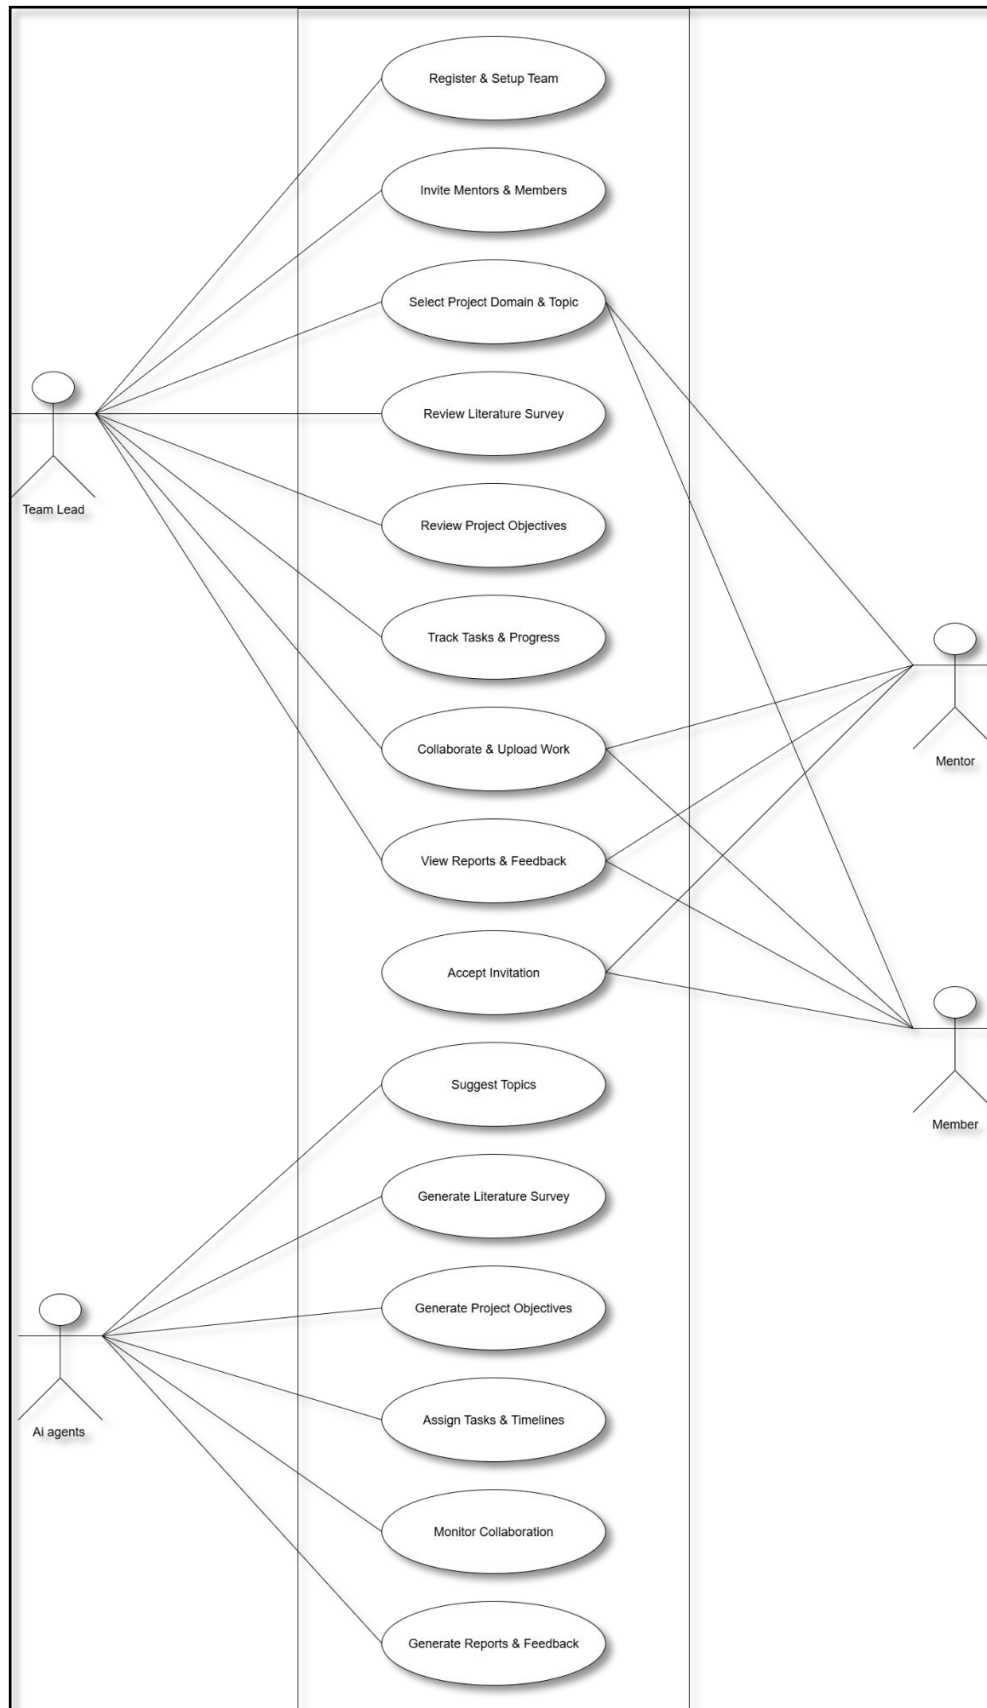 Register & Setup Team
Invite Mentors & Members
Select Project Domain & Topic
Review Literature Survey
Team Lead
Review Project Objectives
Track Tasks & Progress
Collaborate & Upload Work
Mentor
View Reports & Feedback
Accept Invitation
Suggest Topics
Member
Generate Literature Survey
Generate Project Objectives
Assign Tasks & Timelines
Ai agents
Monitor Collaboration
Generate Reports & Feedback